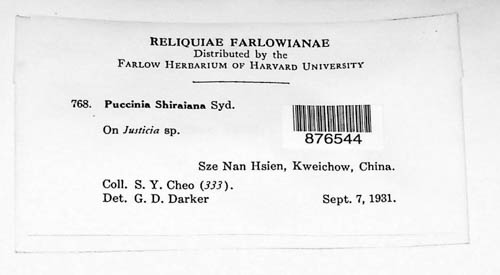 RELIQUIAE FARLOWIANAE
Distributed by the
FARLOW HERBARIUM OF HARVARD UNIVERSITY
768. Puccinia Shiraiana Syd.
On Justicia sp.
876544
Sze Nan Hsien, Kweichow, China.
Coll. S. Y. Cheo (333).
Det. G. D. Darker Sept. 7, 1931.